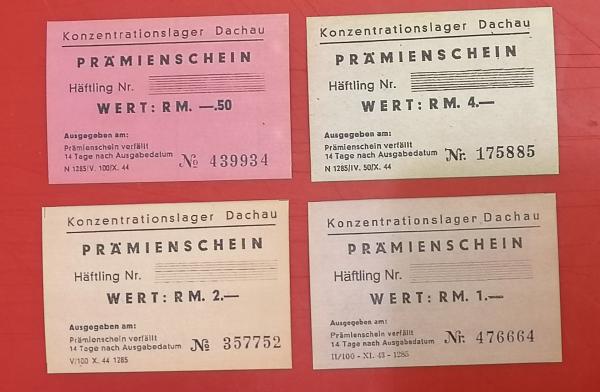 Konzentrationslager Dachau
PRÄMIENSCHEIN
Häftling Nr.
WERT: RM. —.50
Ausgegeben am:
Prämienschein verfällt
14 Tage nach Ausgabedatum
№ 439934
N 1285/V. 100/X. 44
Konzentrationslager Dachau
PRÄMIENSCHEIN
Häftling Nr.
WERT: RM. 4.—
Ausgegeben am:
Prämienschein verfällt
14 Tage nach Ausgabedatum
Nr. 175885
N 1285/IV. 50/X. 44
Konzentrationslager Dachau
PRÄMIENSCHEIN
Häftling Nr.
WERT: RM. 2.—
Ausgegeben am:
Prämienschein verfällt
14 Tage nach Ausgabedatum
№ 357752
V/100 X. 44 1285
Konzentrationslager Dachau
PRÄMIENSCHEIN
Häftling Nr.
WERT: RM. 1.—
Ausgegeben am:
Prämienschein verfällt
14 Tage nach Ausgabedatum
Nr. 476664
II/100 - XI. 43 - 1285